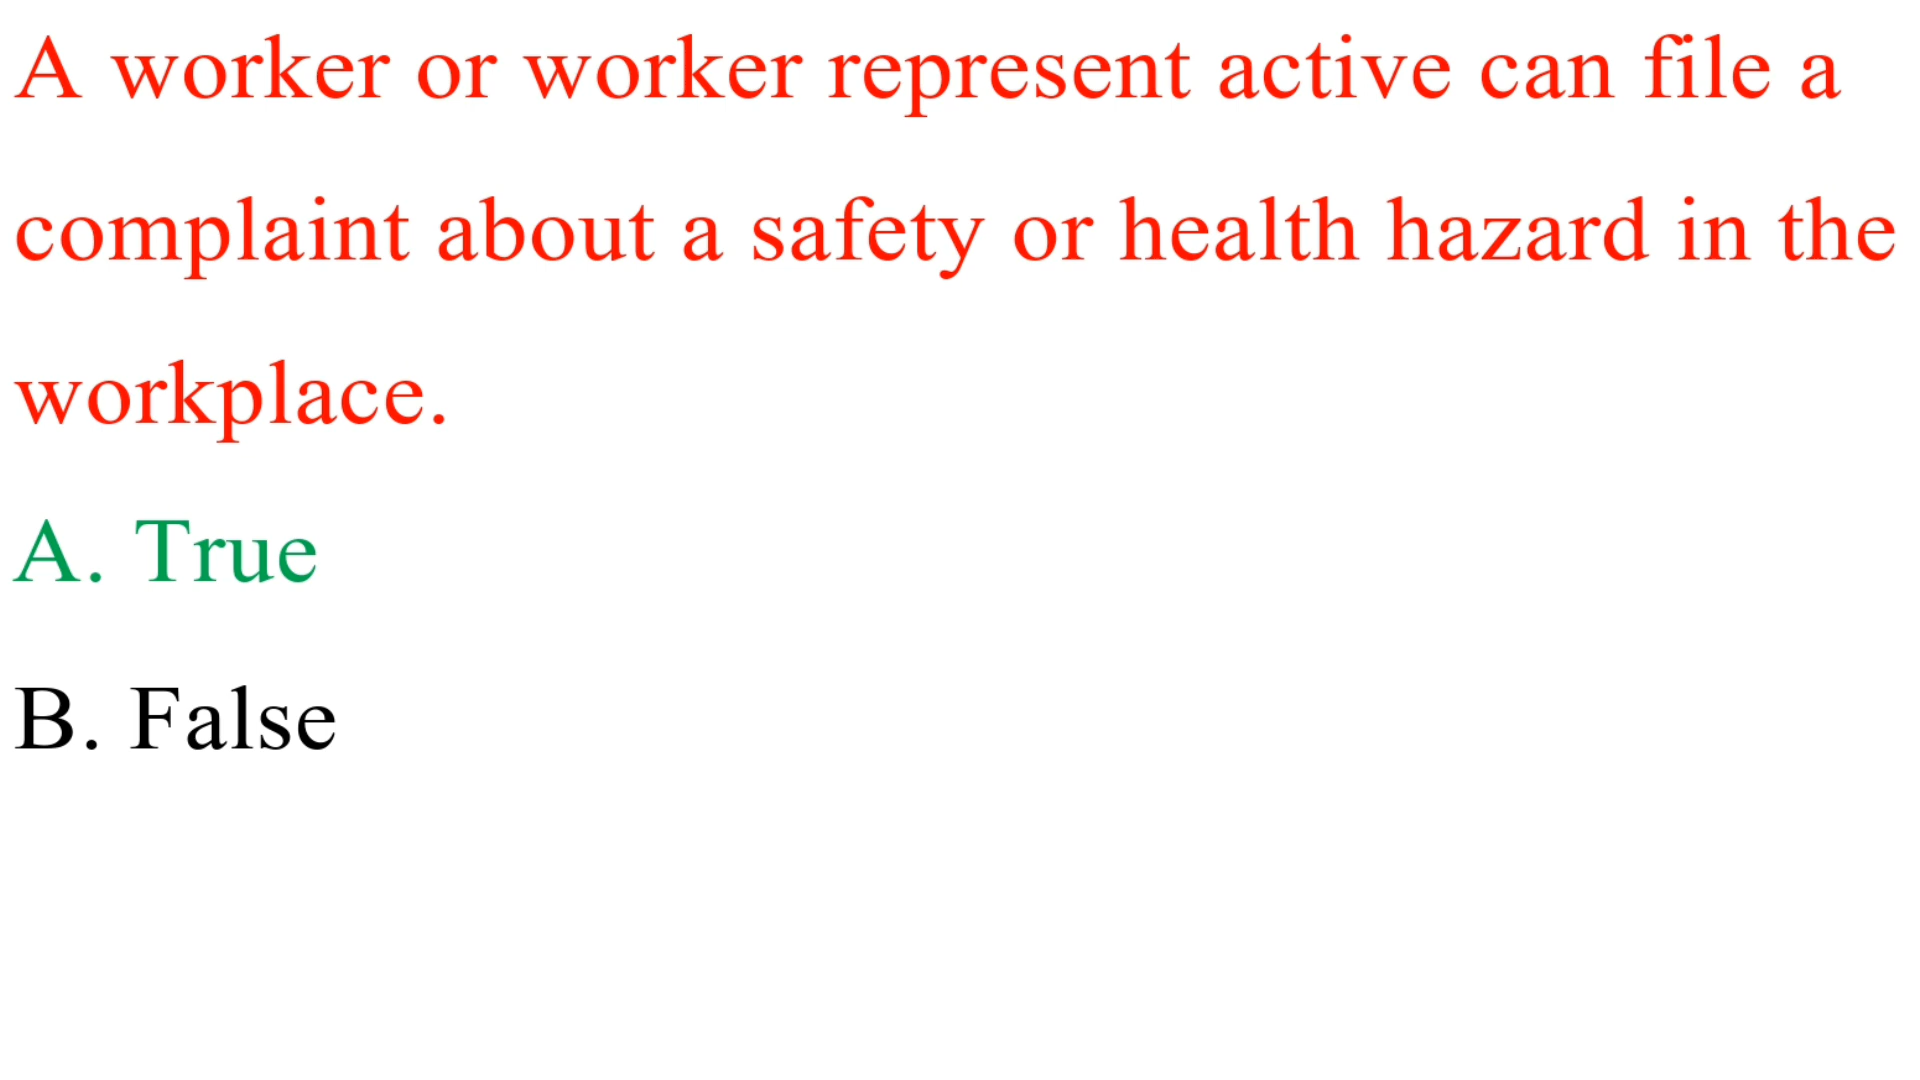 A worker or worker represent active can file a
complaint about a safety or health hazard in the
workplace.
A. True
B. False